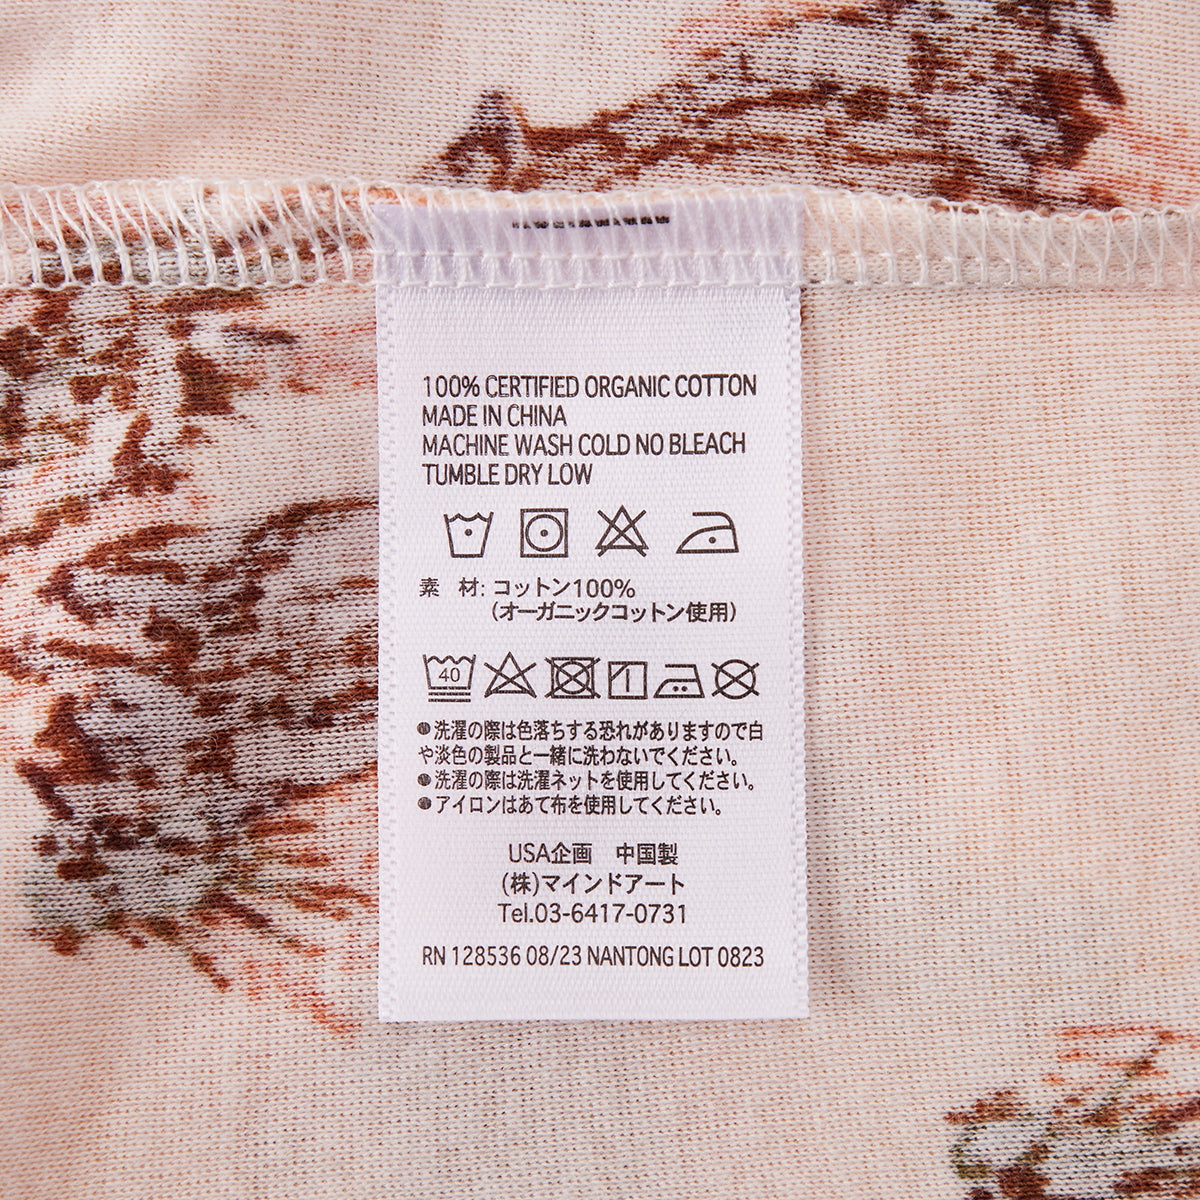 100% CERTIFIED ORGANIC COTTON
MADE IN CHINA
MACHINE WASH COLD NO BLEACH
TUMBLE DRY LOW
素 材: コットン100%
(オーガニックコットン使用)
40
●洗濯の際は色落ちする恐れがありますので白
や淡色の製品と一緒に洗わないでください。
●洗濯の際は洗濯ネットを使用してください。
●アイロンはあて布を使用してください。
USA企画 中国製
(株)マインドアート
Tel.03-6417-0731
RN 128536 08/23 NANTONG LOT 0823